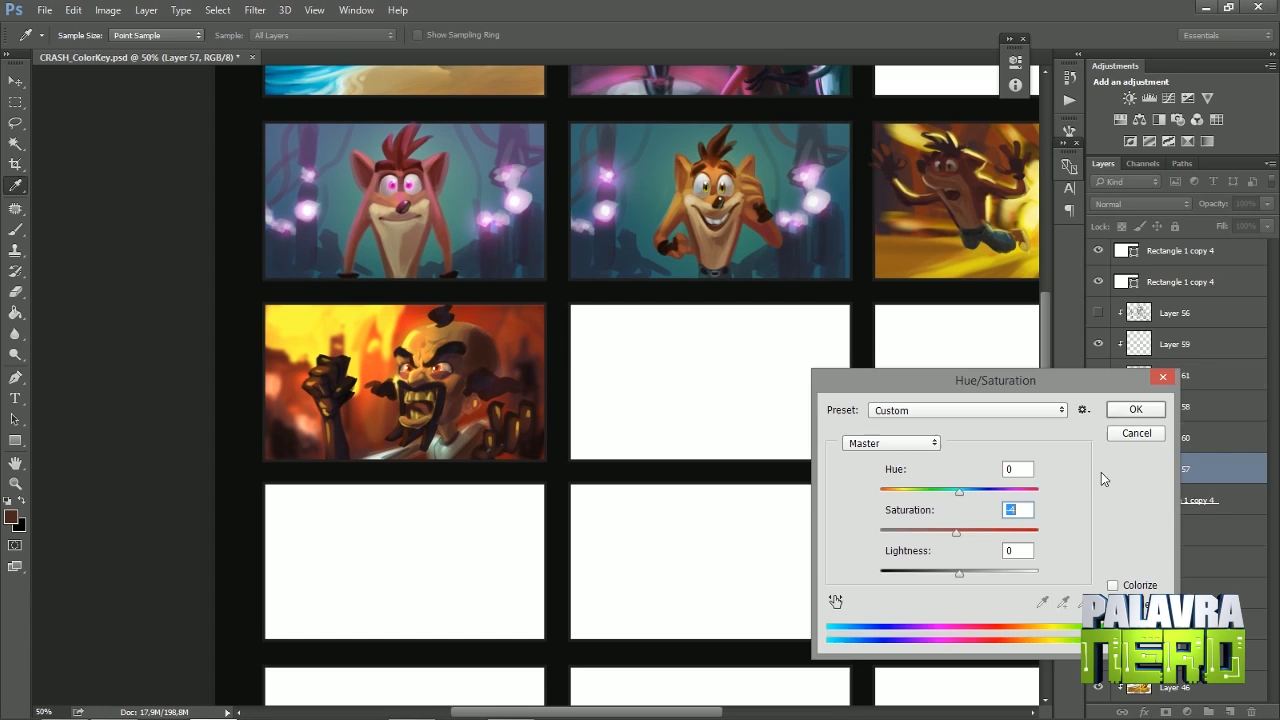 Ps File Edit Image Layer Type Select Filter 3D View Window Help
Sample Size: Point Sample Sample: All Layers Show Sampling Ring Essentials
CRASH_ColorKey.psd @ 50% (Layer 57, RGB/8) * ×
Adjustments
Add an adjustment
Layers Channels Paths
Kind
Normal Opacity: 100%
Lock: Fill: 100%
Rectangle 1 copy 4
Rectangle 1 copy 4
Layer 56
Layer 59
61
58
60
57
1 copy 4
Layer 46
Hue/Saturation
Preset: Custom
OK
Cancel
Master
Hue: 0
Saturation: -4
Lightness: 0
Colorize
PALAVRA
NERD
50% Doc: 17,9M/198,8M